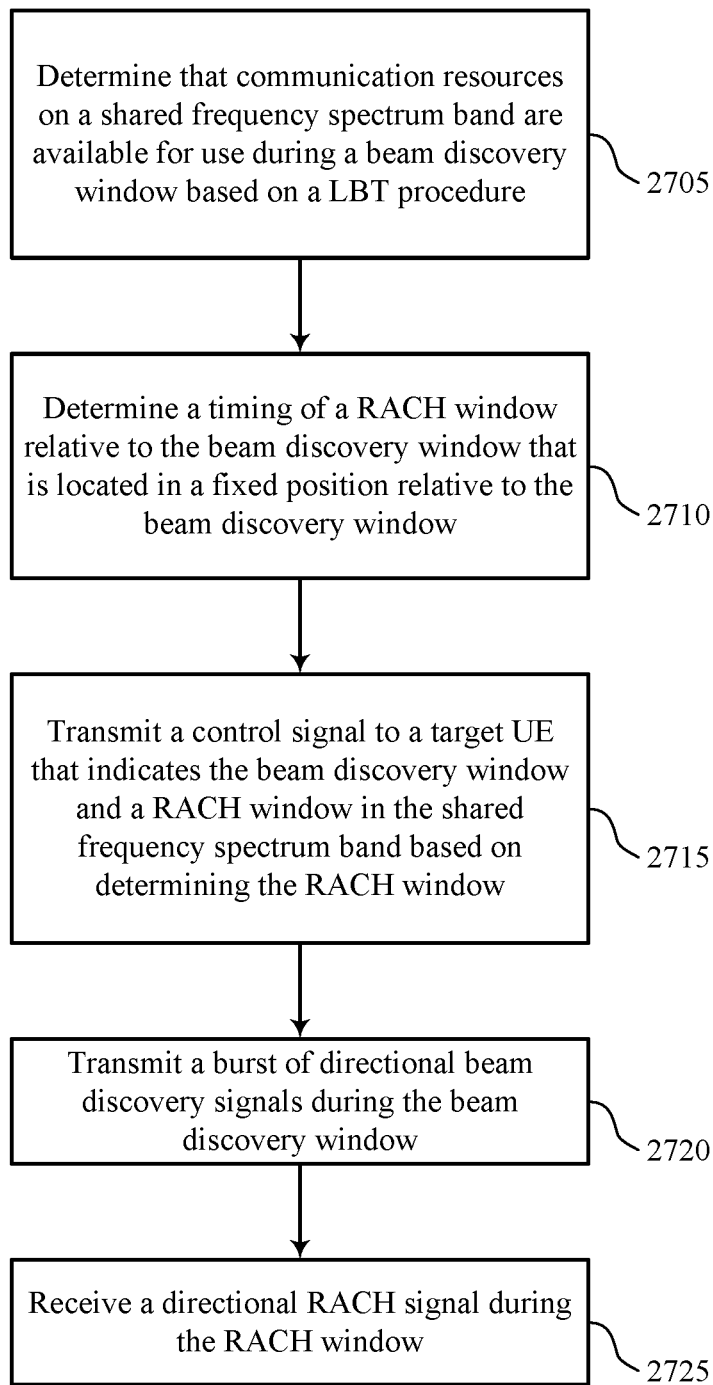 Determine that communication resources
on a shared frequency spectrum band are
available for use during a beam discovery
window based on a LBT procedure
2705
Determine a timing of a RACH window
relative to the beam discovery window that
is located in a fixed position relative to the
beam discovery window
2710
Transmit a control signal to a target UE
that indicates the beam discovery window
and a RACH window in the shared
frequency spectrum band based on
determining the RACH window
2715
Transmit a burst of directional beam
discovery signals during the beam
discovery window
2720
Receive a directional RACH signal during
the RACH window
2725